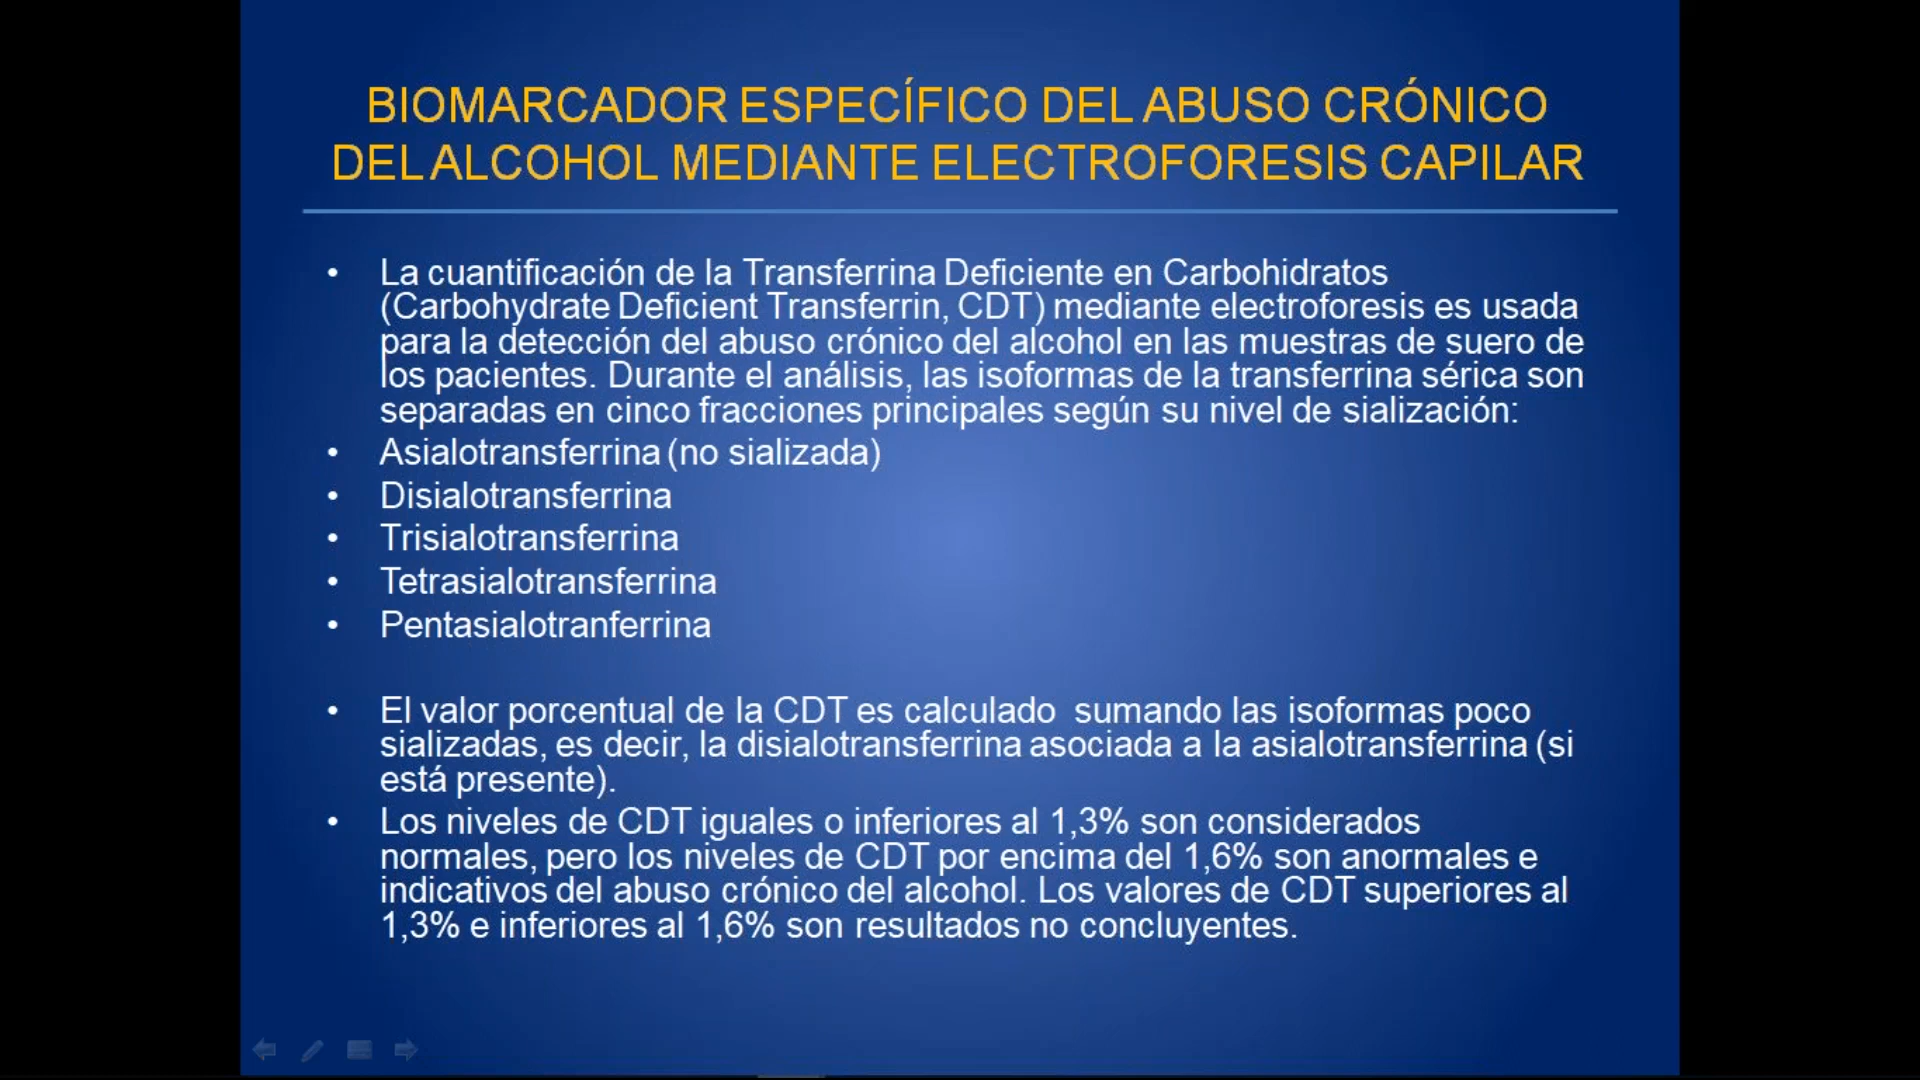 BIOMARCADOR ESPECÍFICO DEL ABUSO CRÓNICO
DEL ALCOHOL MEDIANTE ELECTROFORESIS CAPILAR
• La cuantificación de la Transferrina Deficiente en Carbohidratos
(Carbohydrate Deficient Transferrin, CDT) mediante electroforesis es usada
para la detección del abuso crónico del alcohol en las muestras de suero de
los pacientes. Durante el análisis, las isoformas de la transferrina sérica son
separadas en cinco fracciones principales según su nivel de sialización:
• Asialotransferrina (no sializada)
• Disialotransferrina
• Trisialotransferrina
• Tetrasialotransferrina
• Pentasialotranferrina
• El valor porcentual de la CDT es calculado sumando las isoformas poco
sializadas, es decir, la disialotransferrina asociada a la asialotransferrina (si
está presente).
• Los niveles de CDT iguales o inferiores al 1,3% son considerados
normales, pero los niveles de CDT por encima del 1,6% son anormales e
indicativos del abuso crónico del alcohol. Los valores de CDT superiores al
1,3% e inferiores al 1,6% son resultados no concluyentes.